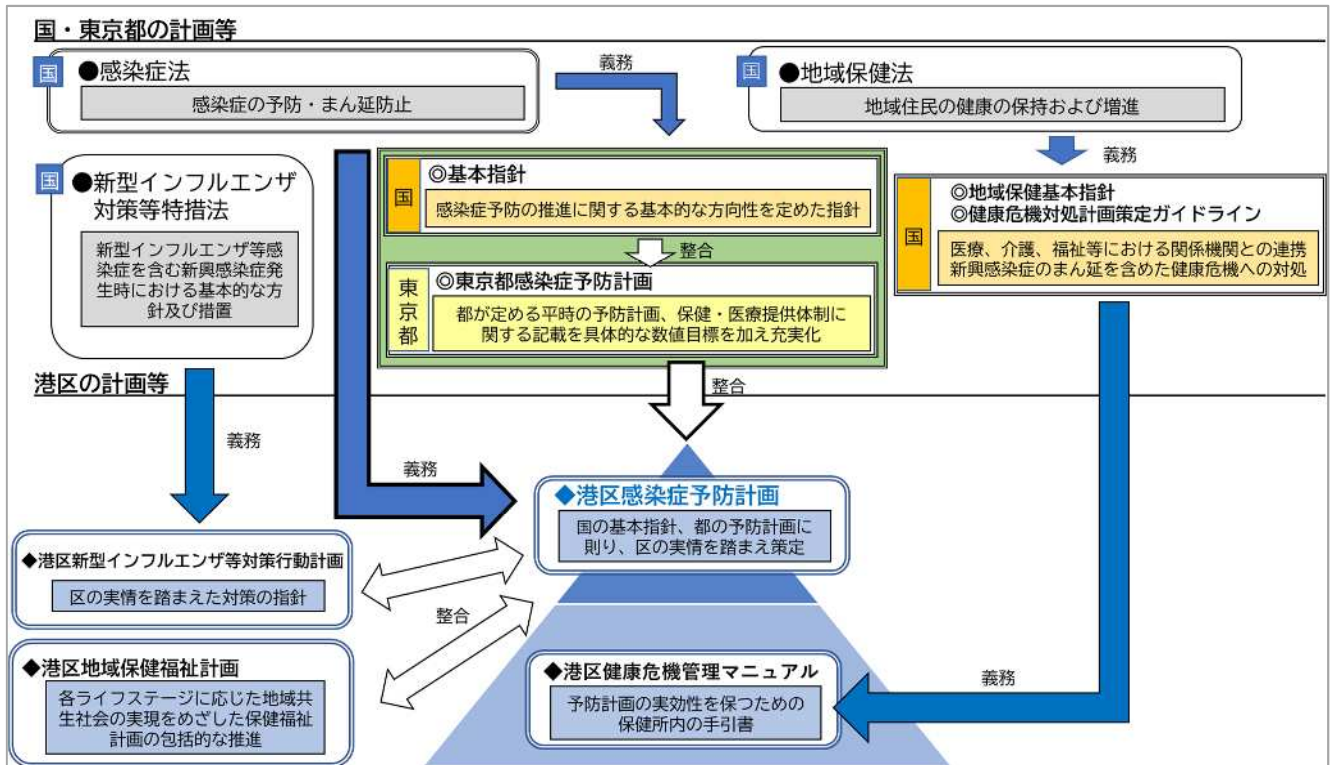 国・東京都の計画等
国
●感染症法
感染症の予防・まん延防止
義務
国
●地域保健法
地域住民の健康の保持および増進
義務
国
●新型インフルエンザ
対策等特措法
新型インフルエンザ等感
染症を含む新興感染症発
生時における基本的な方
針及び措置
国
◎基本指針
感染症予防の推進に関する基本的な方向性を定めた指針
整合
東京都
◎東京都感染症予防計画
都が定める平時の予防計画、保健・医療提供体制に
関する記載を具体的な数値目標を加え充実化
国
◎地域保健基本指針
◎健康危機対処計画策定ガイドライン
医療、介護、福祉等における関係機関との連携
新興感染症のまん延を含めた健康危機への対処
港区の計画等
整合
義務
義務
◆港区感染症予防計画
国の基本指針、都の予防計画に
則り、区の実情を踏まえ策定
◆港区新型インフルエンザ等対策行動計画
区の実情を踏まえた対策の指針
整合
◆港区地域保健福祉計画
各ライフステージに応じた地域共
生社会の実現をめざした保健福祉
計画の包括的な推進
◆港区健康危機管理マニュアル
予防計画の実効性を保つための
保健所内の手引書
義務